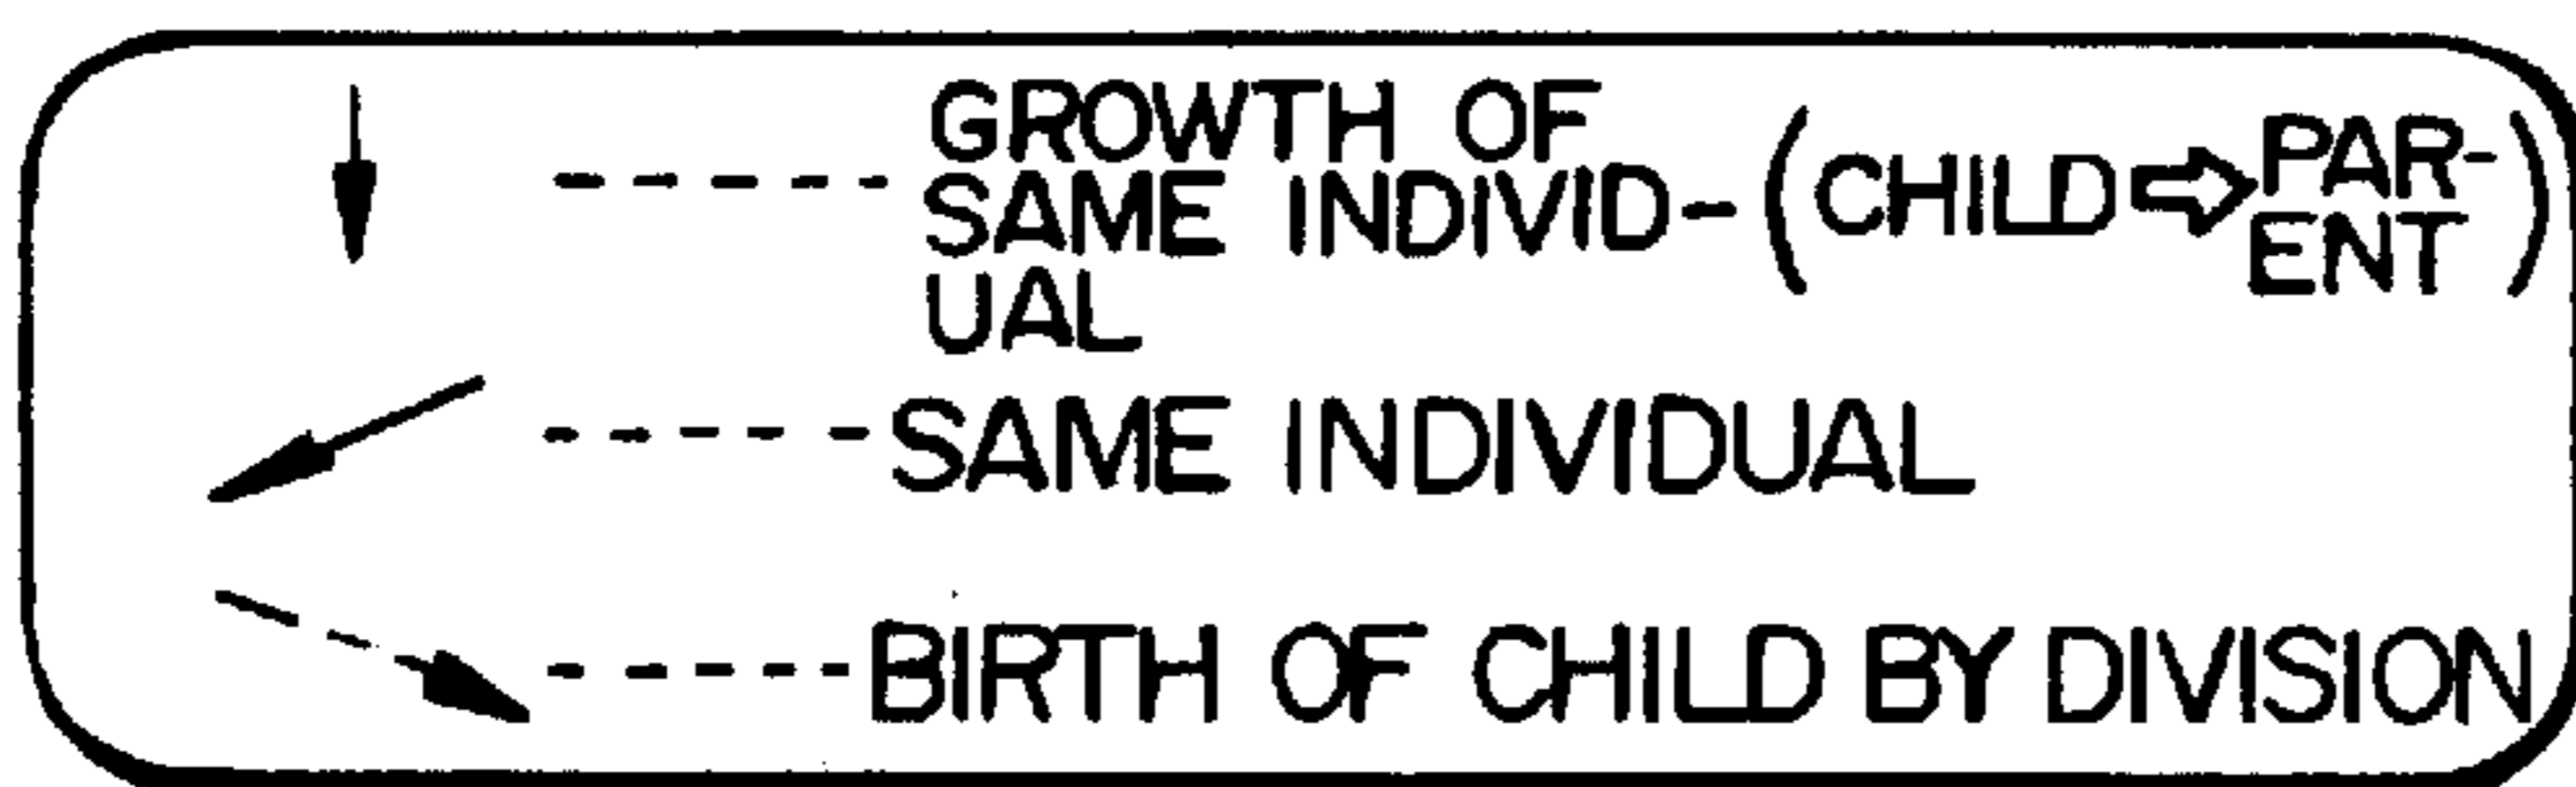 GROWTH OF
SAME INDIVID- (CHILD ⇨ PAR-
ENT)
UAL
SAME INDIVIDUAL
BIRTH OF CHILD BY DIVISION